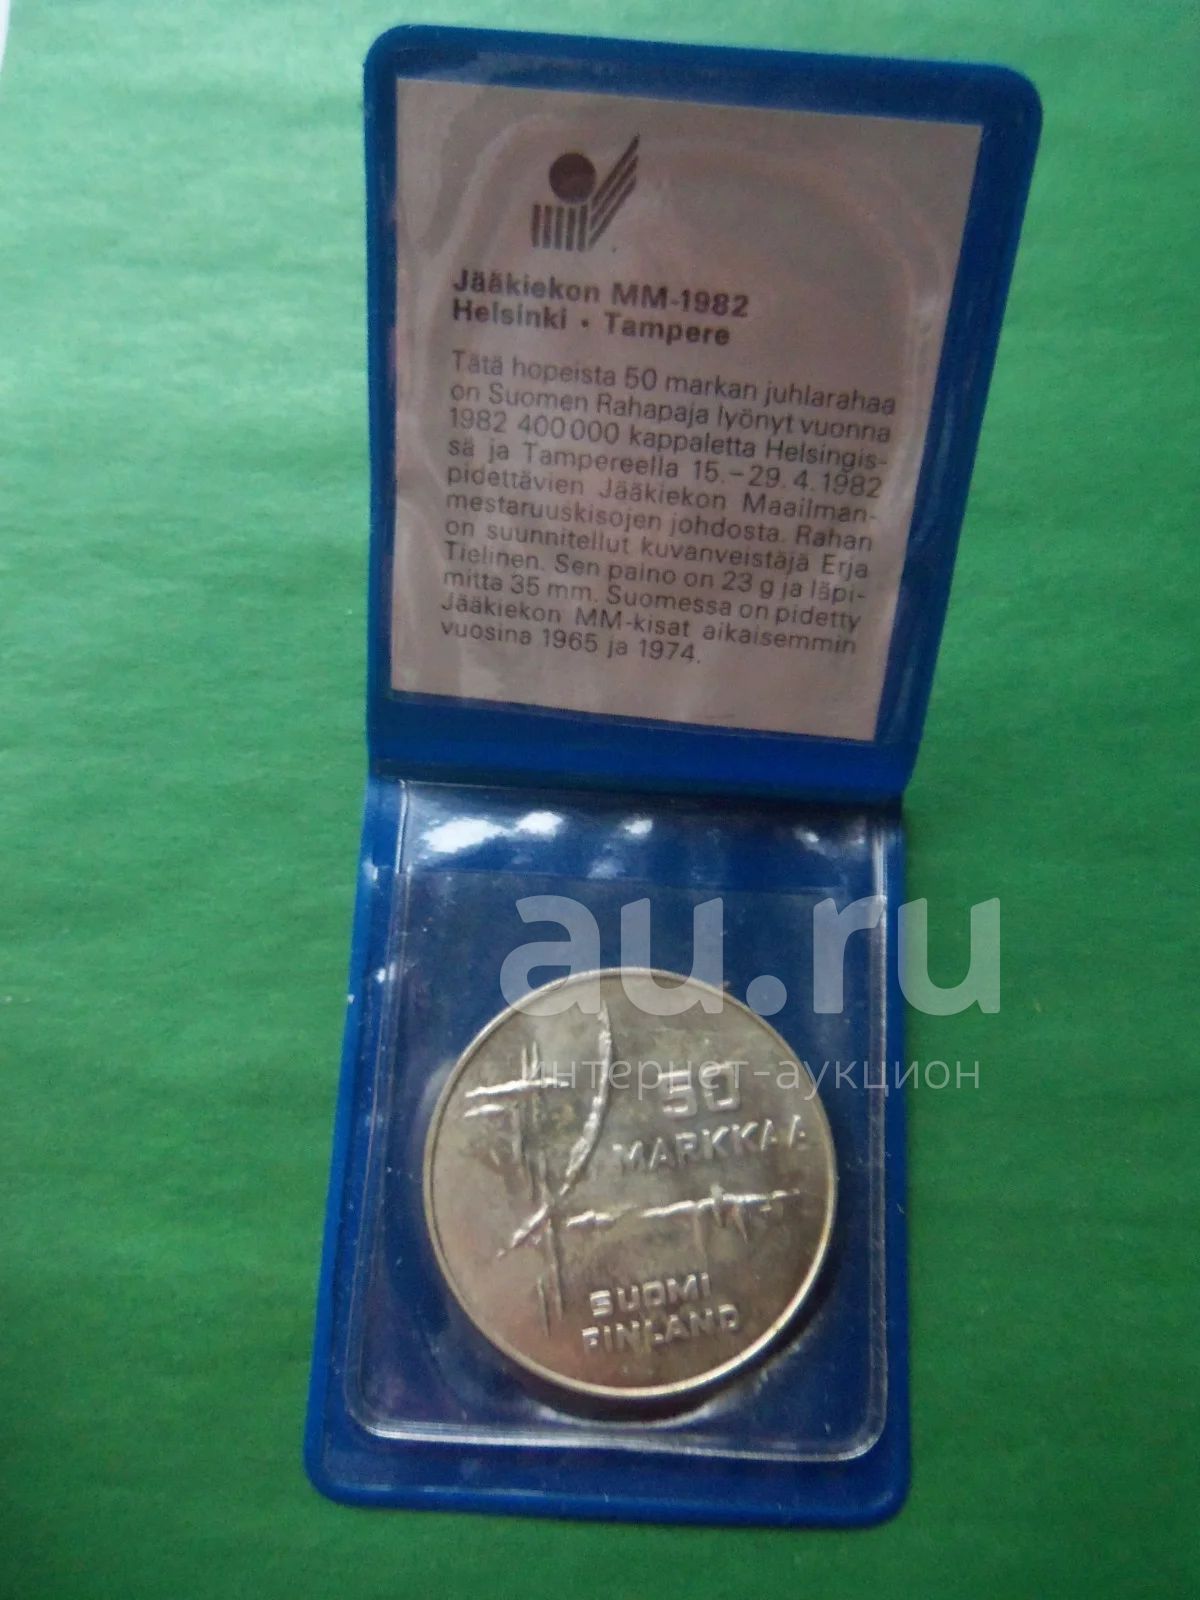 Jääkiekon MM-1982
Helsinki • Tampere
Tätä hopeista 50 markan juhlarahaa
on Suomen Rahapaja lyönyt vuonna
1982 400 000 kappaletta Helsingis-
sä ja Tampereella 15.–29.4.1982
pidettävien Jääkiekon Maailman-
mestaruuskisojen johdosta. Rahan
on suunnitellut kuvanveistäjä Erja
Tielinen. Sen paino on 23 g ja läpi-
mitta 35 mm. Suomessa on pidetty
Jääkiekon MM-kisat aikaisemmin
vuosina 1965 ja 1974.
au.ru
интернет-аукцион
50
MARKKAA
SUOMI
FINLAND